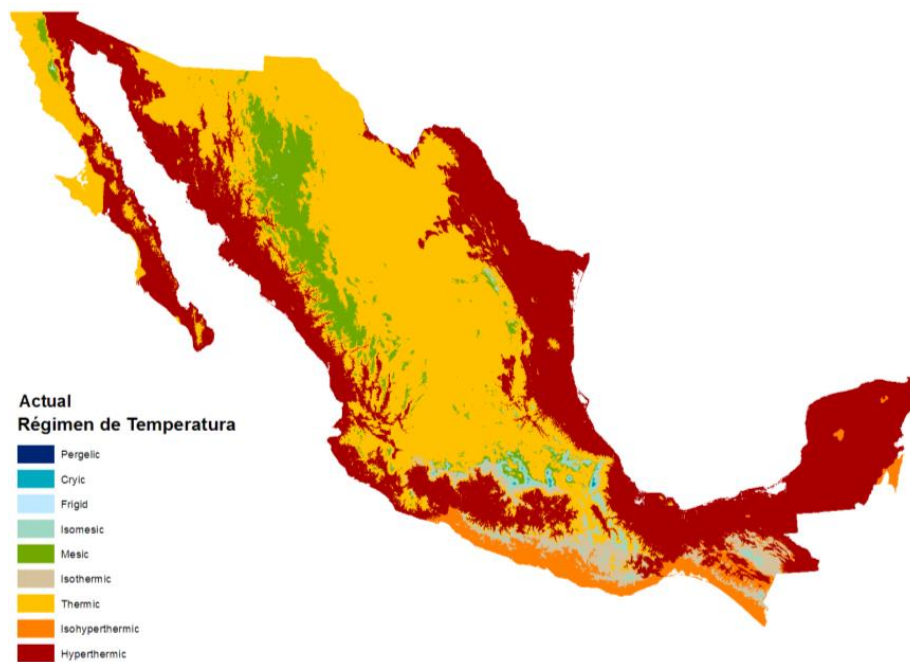 Actual
Régimen de Temperatura
Pergelic
Cryic
Frigid
Isomesic
Mesic
Isothermic
Thermic
Isohyperthermic
Hyperthermic